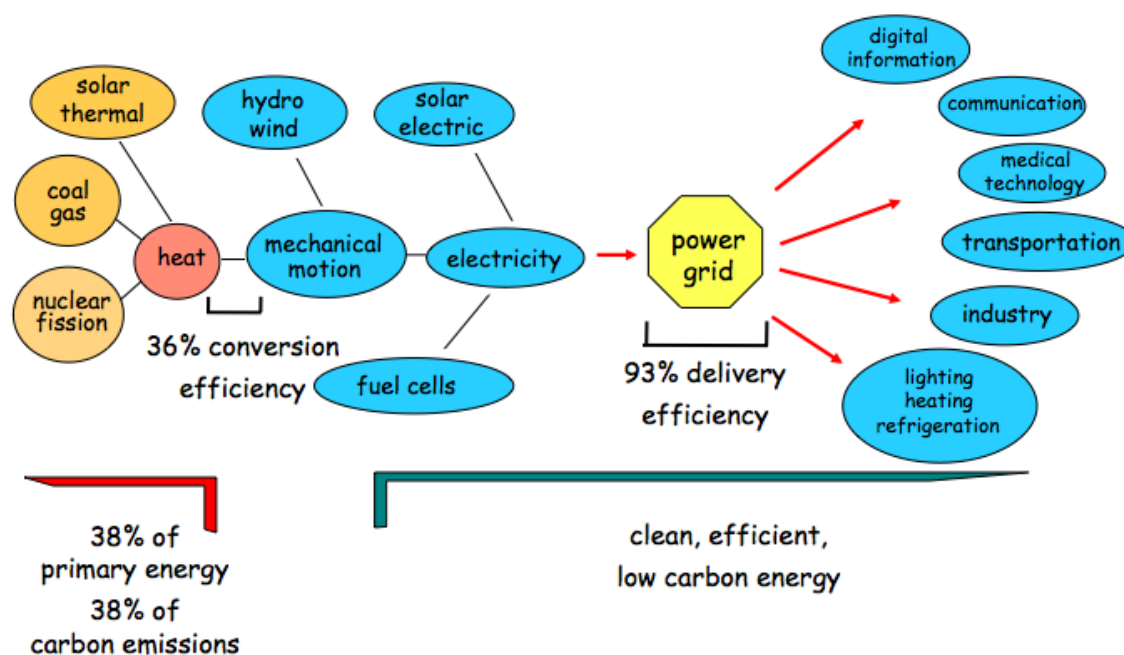 solar
thermal
hydro
wind
solar
electric
digital
information
communication
medical
technology
transportation
industry
lighting
heating
refrigeration
coal
gas
nuclear
fission
heat
mechanical
motion
electricity
fuel cells
power
grid
36% conversion
efficiency
93% delivery
efficiency
38% of
primary energy
38% of
carbon emissions
clean, efficient,
low carbon energy